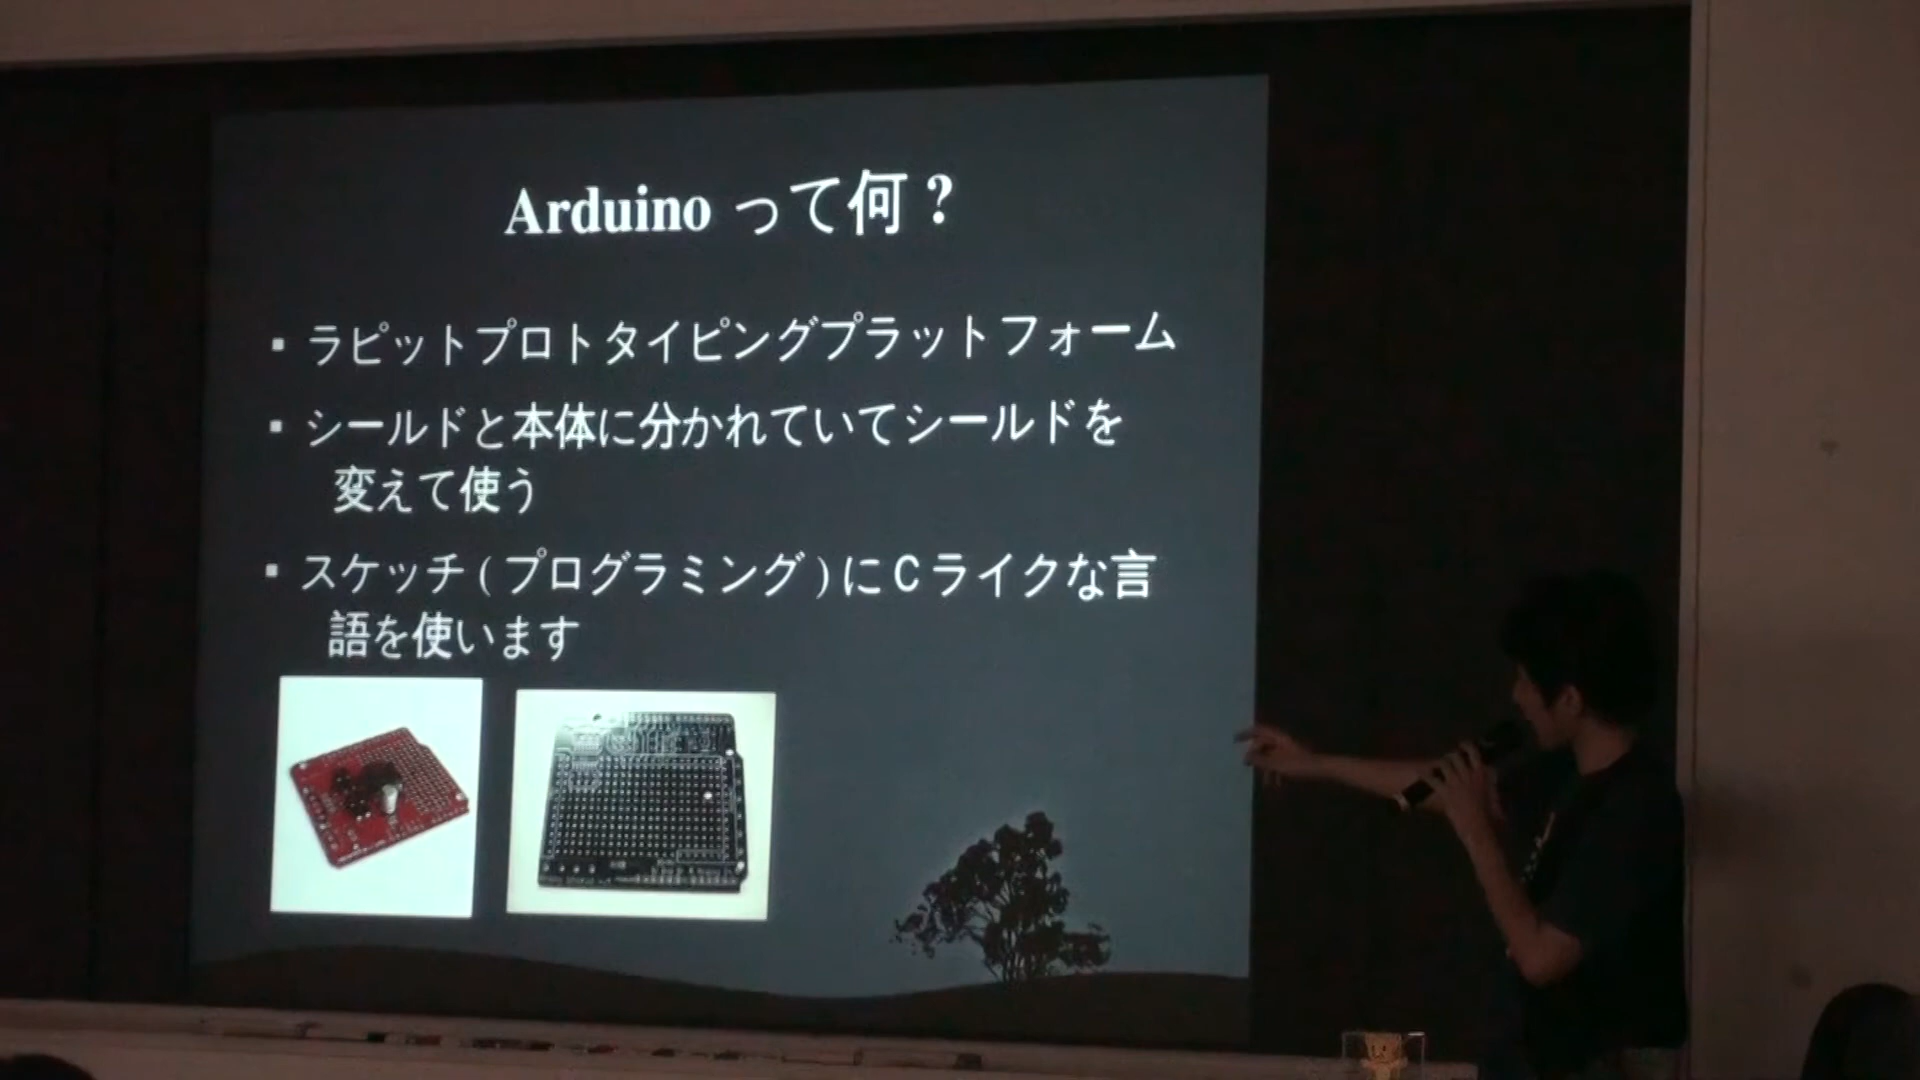 Arduino って何？
▪ ラピットプロトタイピングプラットフォーム
▪ シールドと本体に分かれていてシールドを
変えて使う
▪ スケッチ ( プログラミング ) にＣライクな言
語を使います